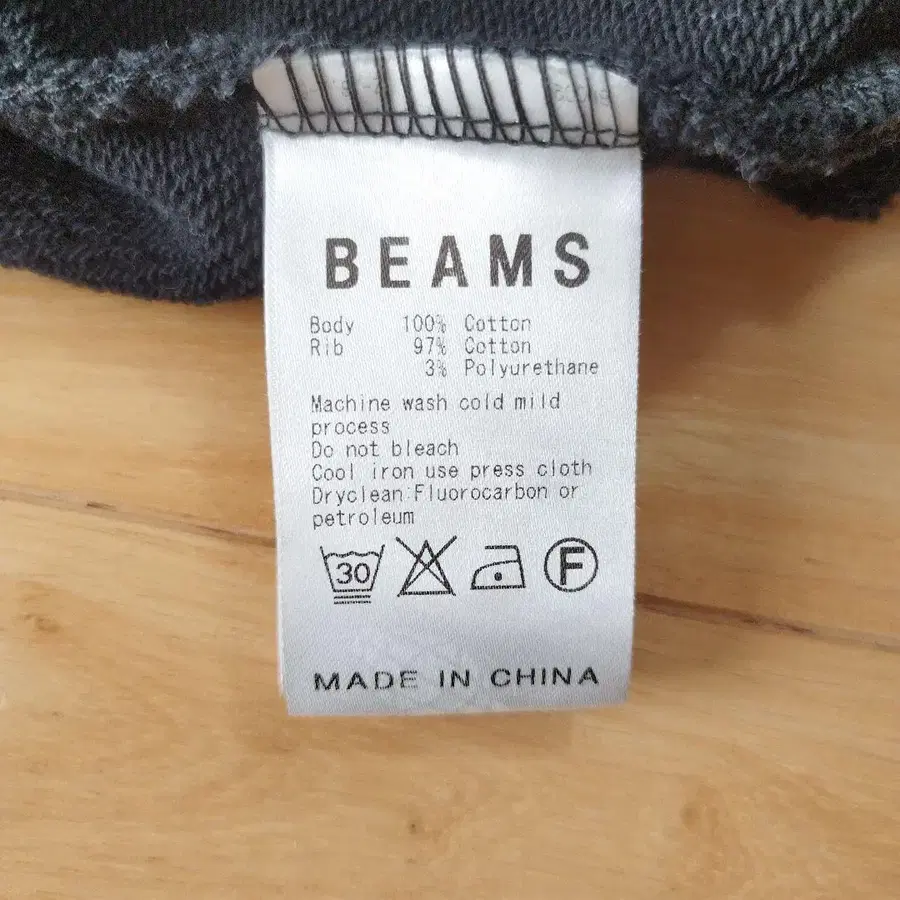 BEAMS
Body 100% Cotton
Rib 97% Cotton
3% Polyurethane
Machine wash cold mild
process
Do not bleach
Cool iron use press cloth
Dryclean:Fluorocarbon or
petroleum
30 F
MADE IN CHINA